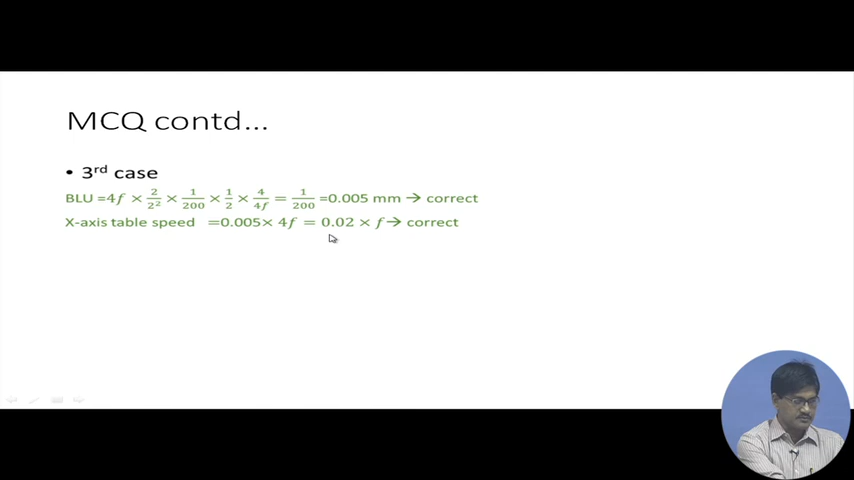 MCQ contd...
• 3rd case
BLU =4f × 2/2² × 1/200 × 1/2 × 4/4f = 1/200 =0.005 mm → correct
X-axis table speed =0.005× 4f = 0.02 × f→ correct